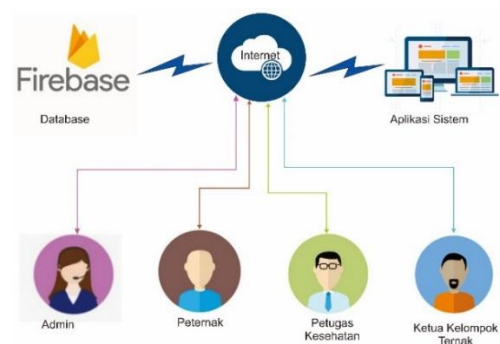 Firebase
Database
Internet
Aplikasi Sistem
Admin
Peternak
Petugas
Kesehatan
Ketua Kelompok
Ternak